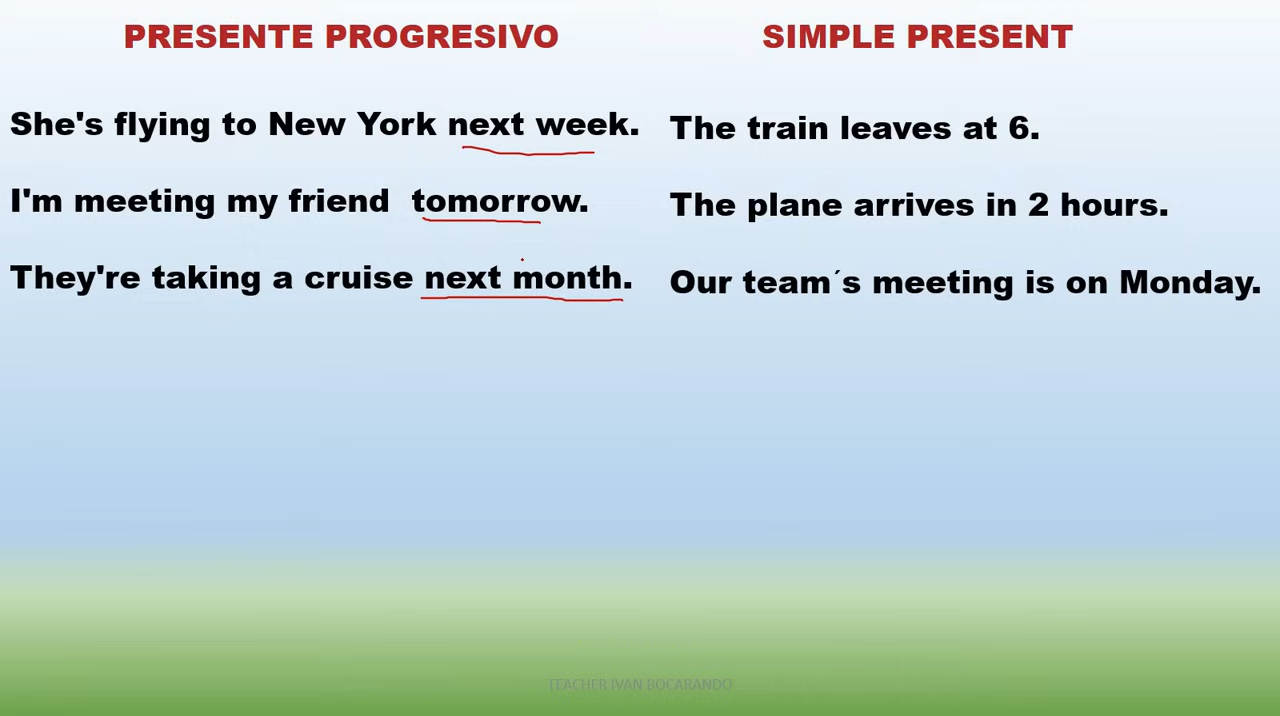 PRESENTE PROGRESIVO
She's flying to New York next week.
I'm meeting my friend tomorrow.
They're taking a cruise next month.
SIMPLE PRESENT
The train leaves at 6.
The plane arrives in 2 hours.
Our team´s meeting is on Monday.
TEACHER IVAN BOCARANDO